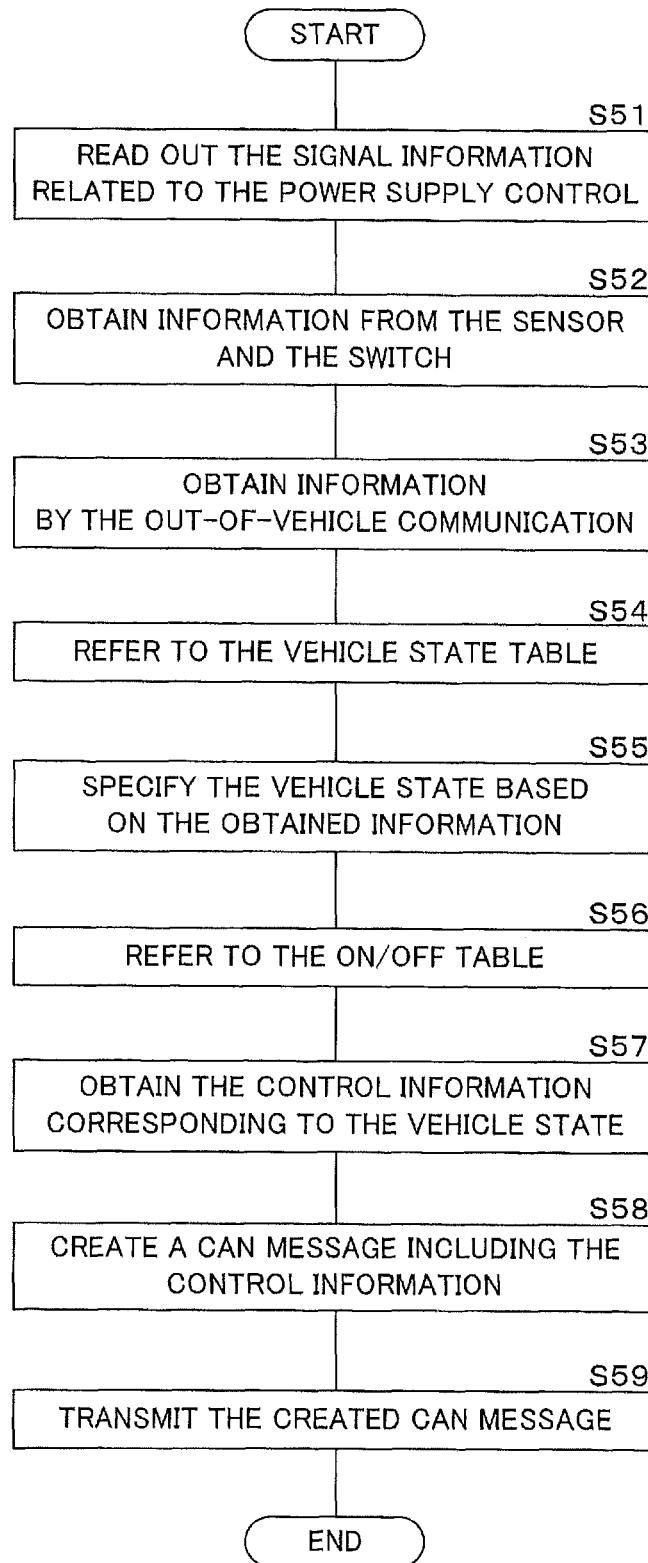 START
S51
READ OUT THE SIGNAL INFORMATION
RELATED TO THE POWER SUPPLY CONTROL
S52
OBTAIN INFORMATION FROM THE SENSOR
AND THE SWITCH
S53
OBTAIN INFORMATION
BY THE OUT-OF-VEHICLE COMMUNICATION
S54
REFER TO THE VEHICLE STATE TABLE
S55
SPECIFY THE VEHICLE STATE BASED
ON THE OBTAINED INFORMATION
S56
REFER TO THE ON/OFF TABLE
S57
OBTAIN THE CONTROL INFORMATION
CORRESPONDING TO THE VEHICLE STATE
S58
CREATE A CAN MESSAGE INCLUDING THE
CONTROL INFORMATION
S59
TRANSMIT THE CREATED CAN MESSAGE
END